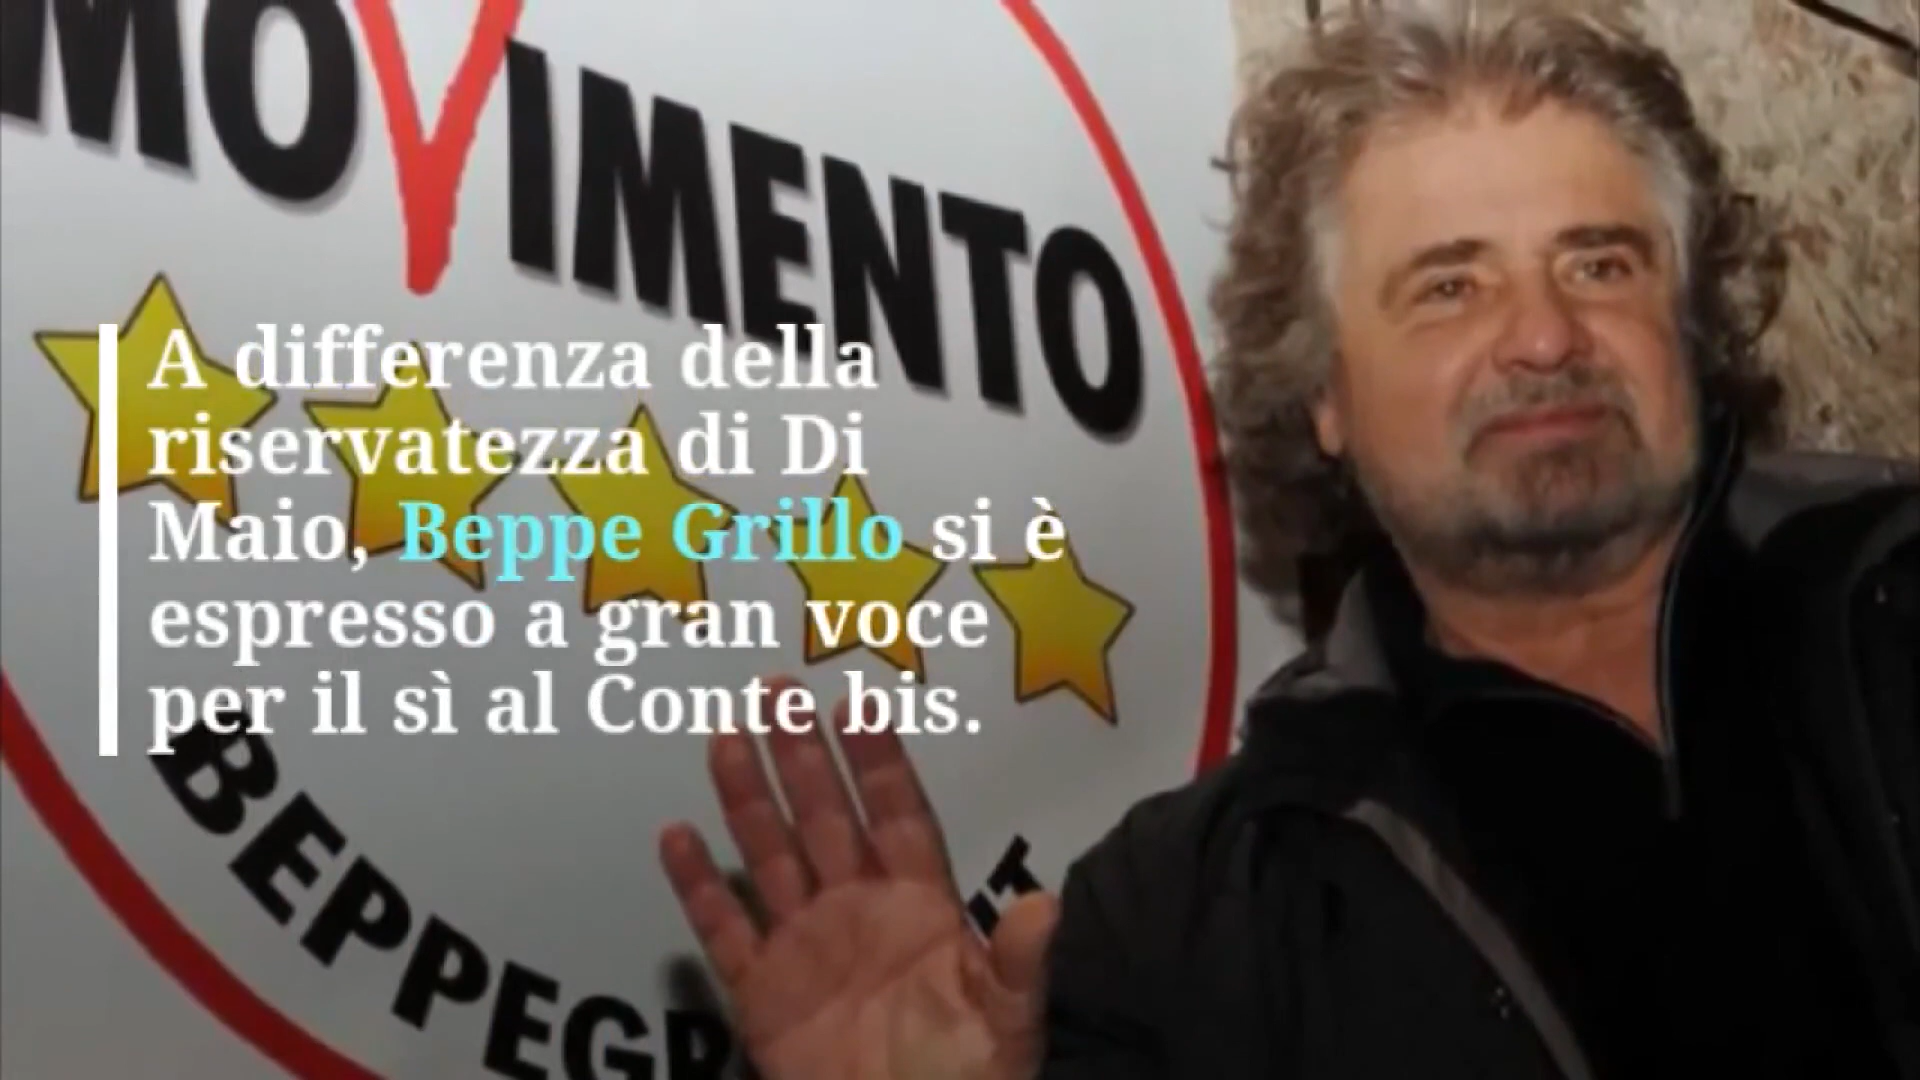 MOVIMENTO
A differenza della
riservatezza di Di
Maio, Beppe Grillo si è
espresso a gran voce
per il sì al Conte bis.
BEPPEGR
IT